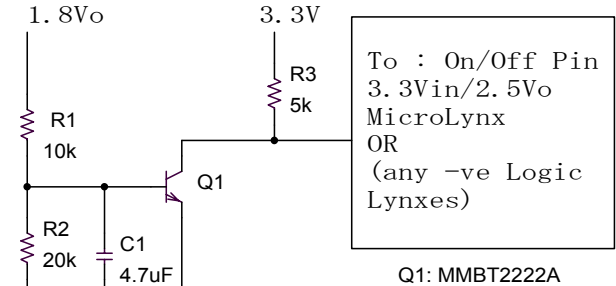 1.8Vo
3.3V
R3
5k
To : On/Off Pin
3.3Vin/2.5Vo
MicroLynx
OR
(any -ve Logic
Lynxes)
R1
10k
Q1
R2
20k
C1
4.7uF
Q1: MMBT2222A